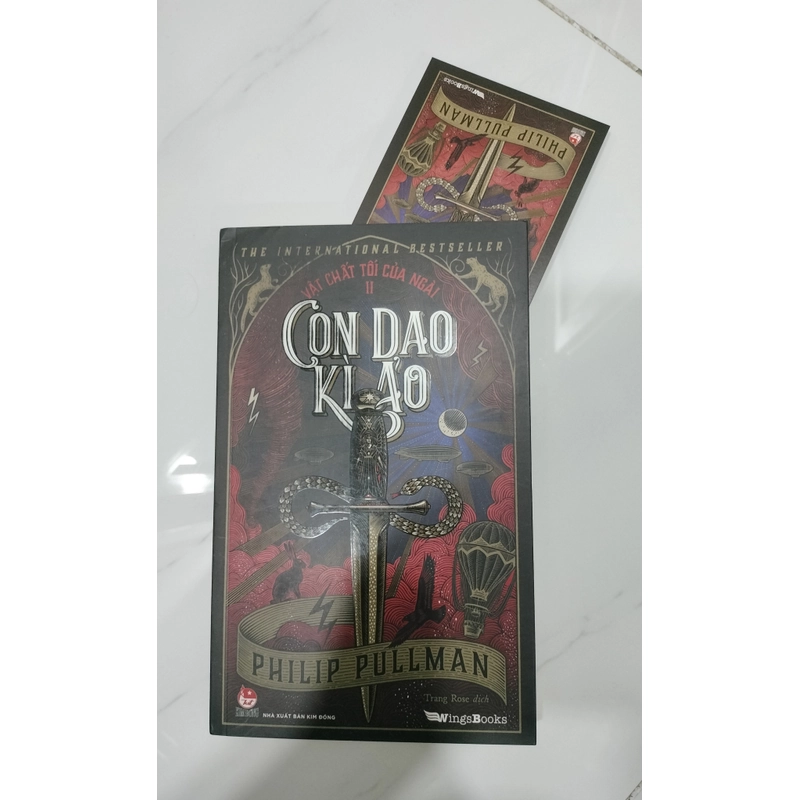 WingsBooks
PHILIP PULLMAN
THE INTERNATIONAL BESTSELLER
VẬT CHẤT TỐI CỦA NGÀI
II
CON DAO
KÌ ẢO
PHILIP PULLMAN
Trang Rose dịch
NHÀ XUẤT BẢN KIM ĐỒNG
WingsBooks